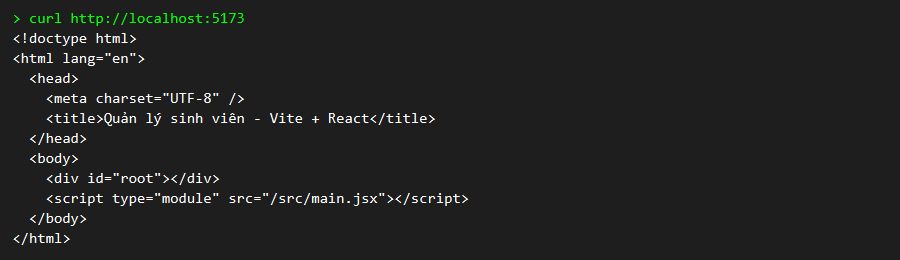 > curl http://localhost:5173
<!doctype html>
<html lang="en">
  <head>
    <meta charset="UTF-8" />
    <title>Quản lý sinh viên - Vite + React</title>
  </head>
  <body>
    <div id="root"></div>
    <script type="module" src="/src/main.jsx"></script>
  </body>
</html>